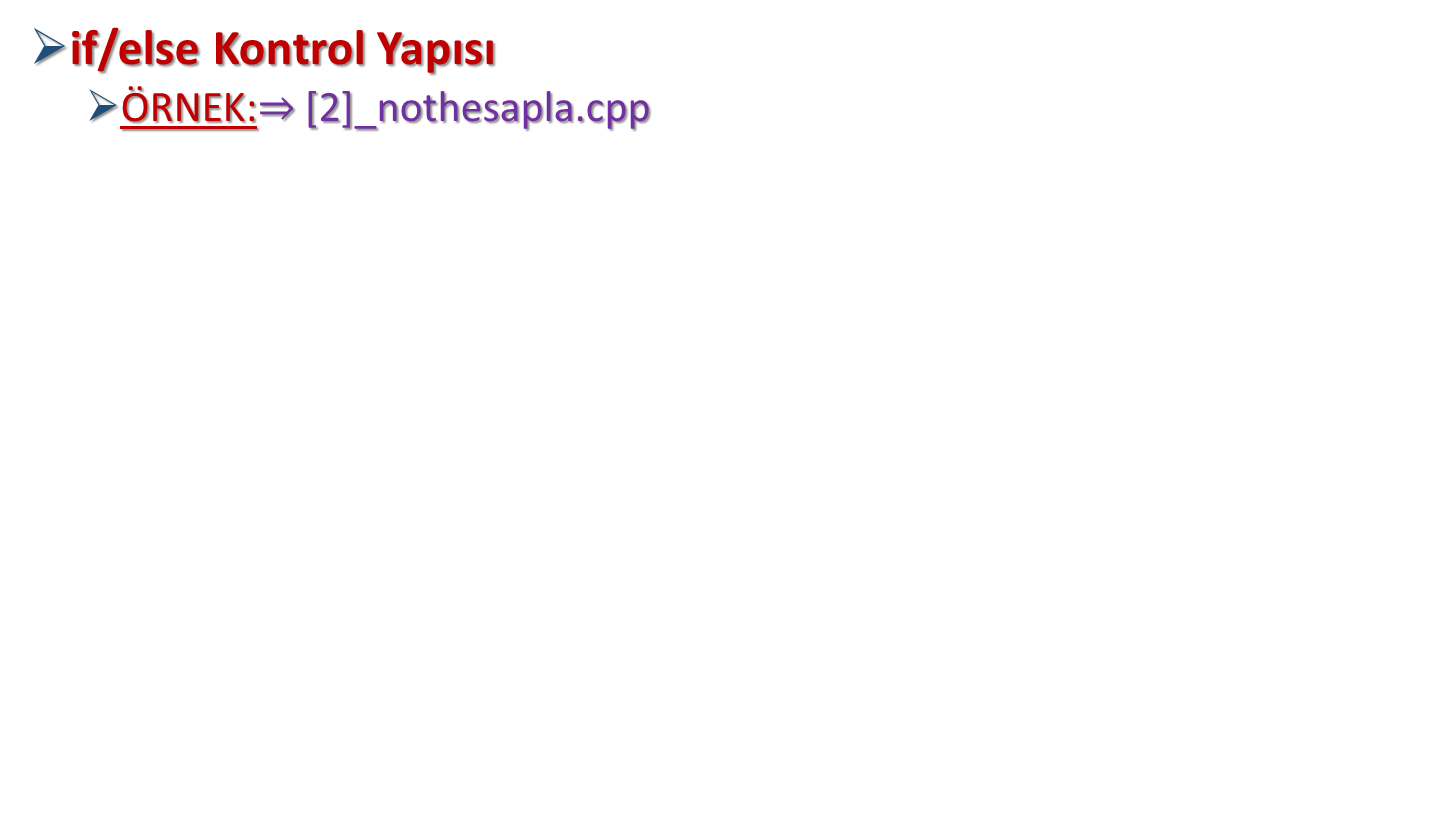 ➢if/else Kontrol Yapısı
➢ÖRNEK:⇒ [2]_nothesapla.cpp